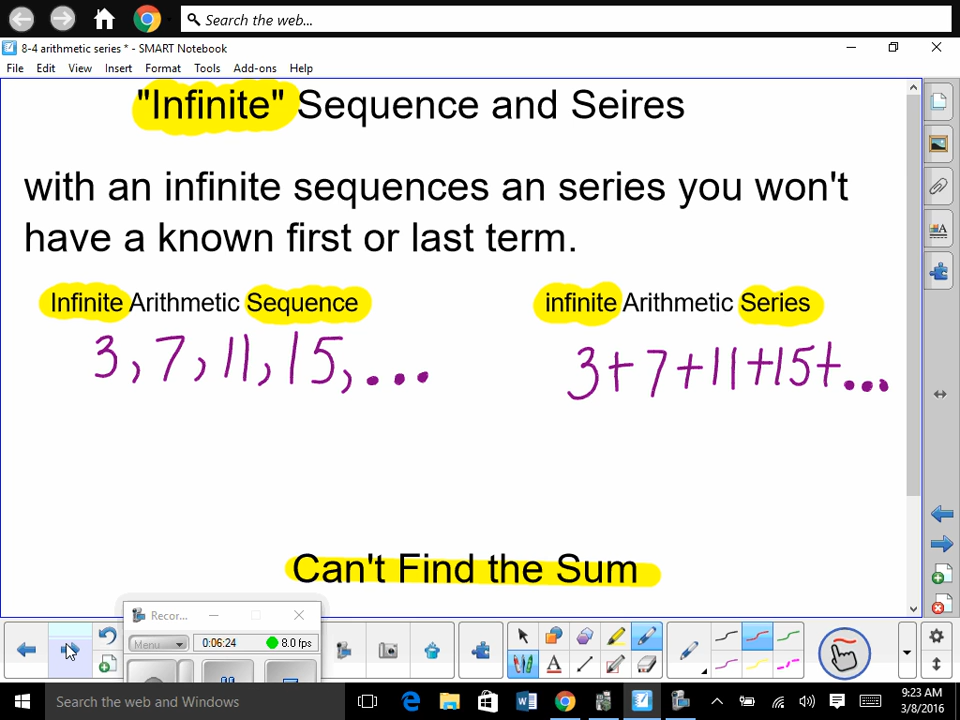 Search the web...
8-4 arithmetic series * - SMART Notebook
File Edit View Insert Format Tools Add-ons Help
"Infinite" Sequence and Seires
with an infinite sequences an series you won't
have a known first or last term.
Infinite Arithmetic Sequence
infinite Arithmetic Series
3, 7, 11, 15, ...
3+7+11+15+...
Can't Find the Sum
Recor...
Menu 0:06:24 8.0 fps
Search the web and Windows
9:23 AM
3/8/2016